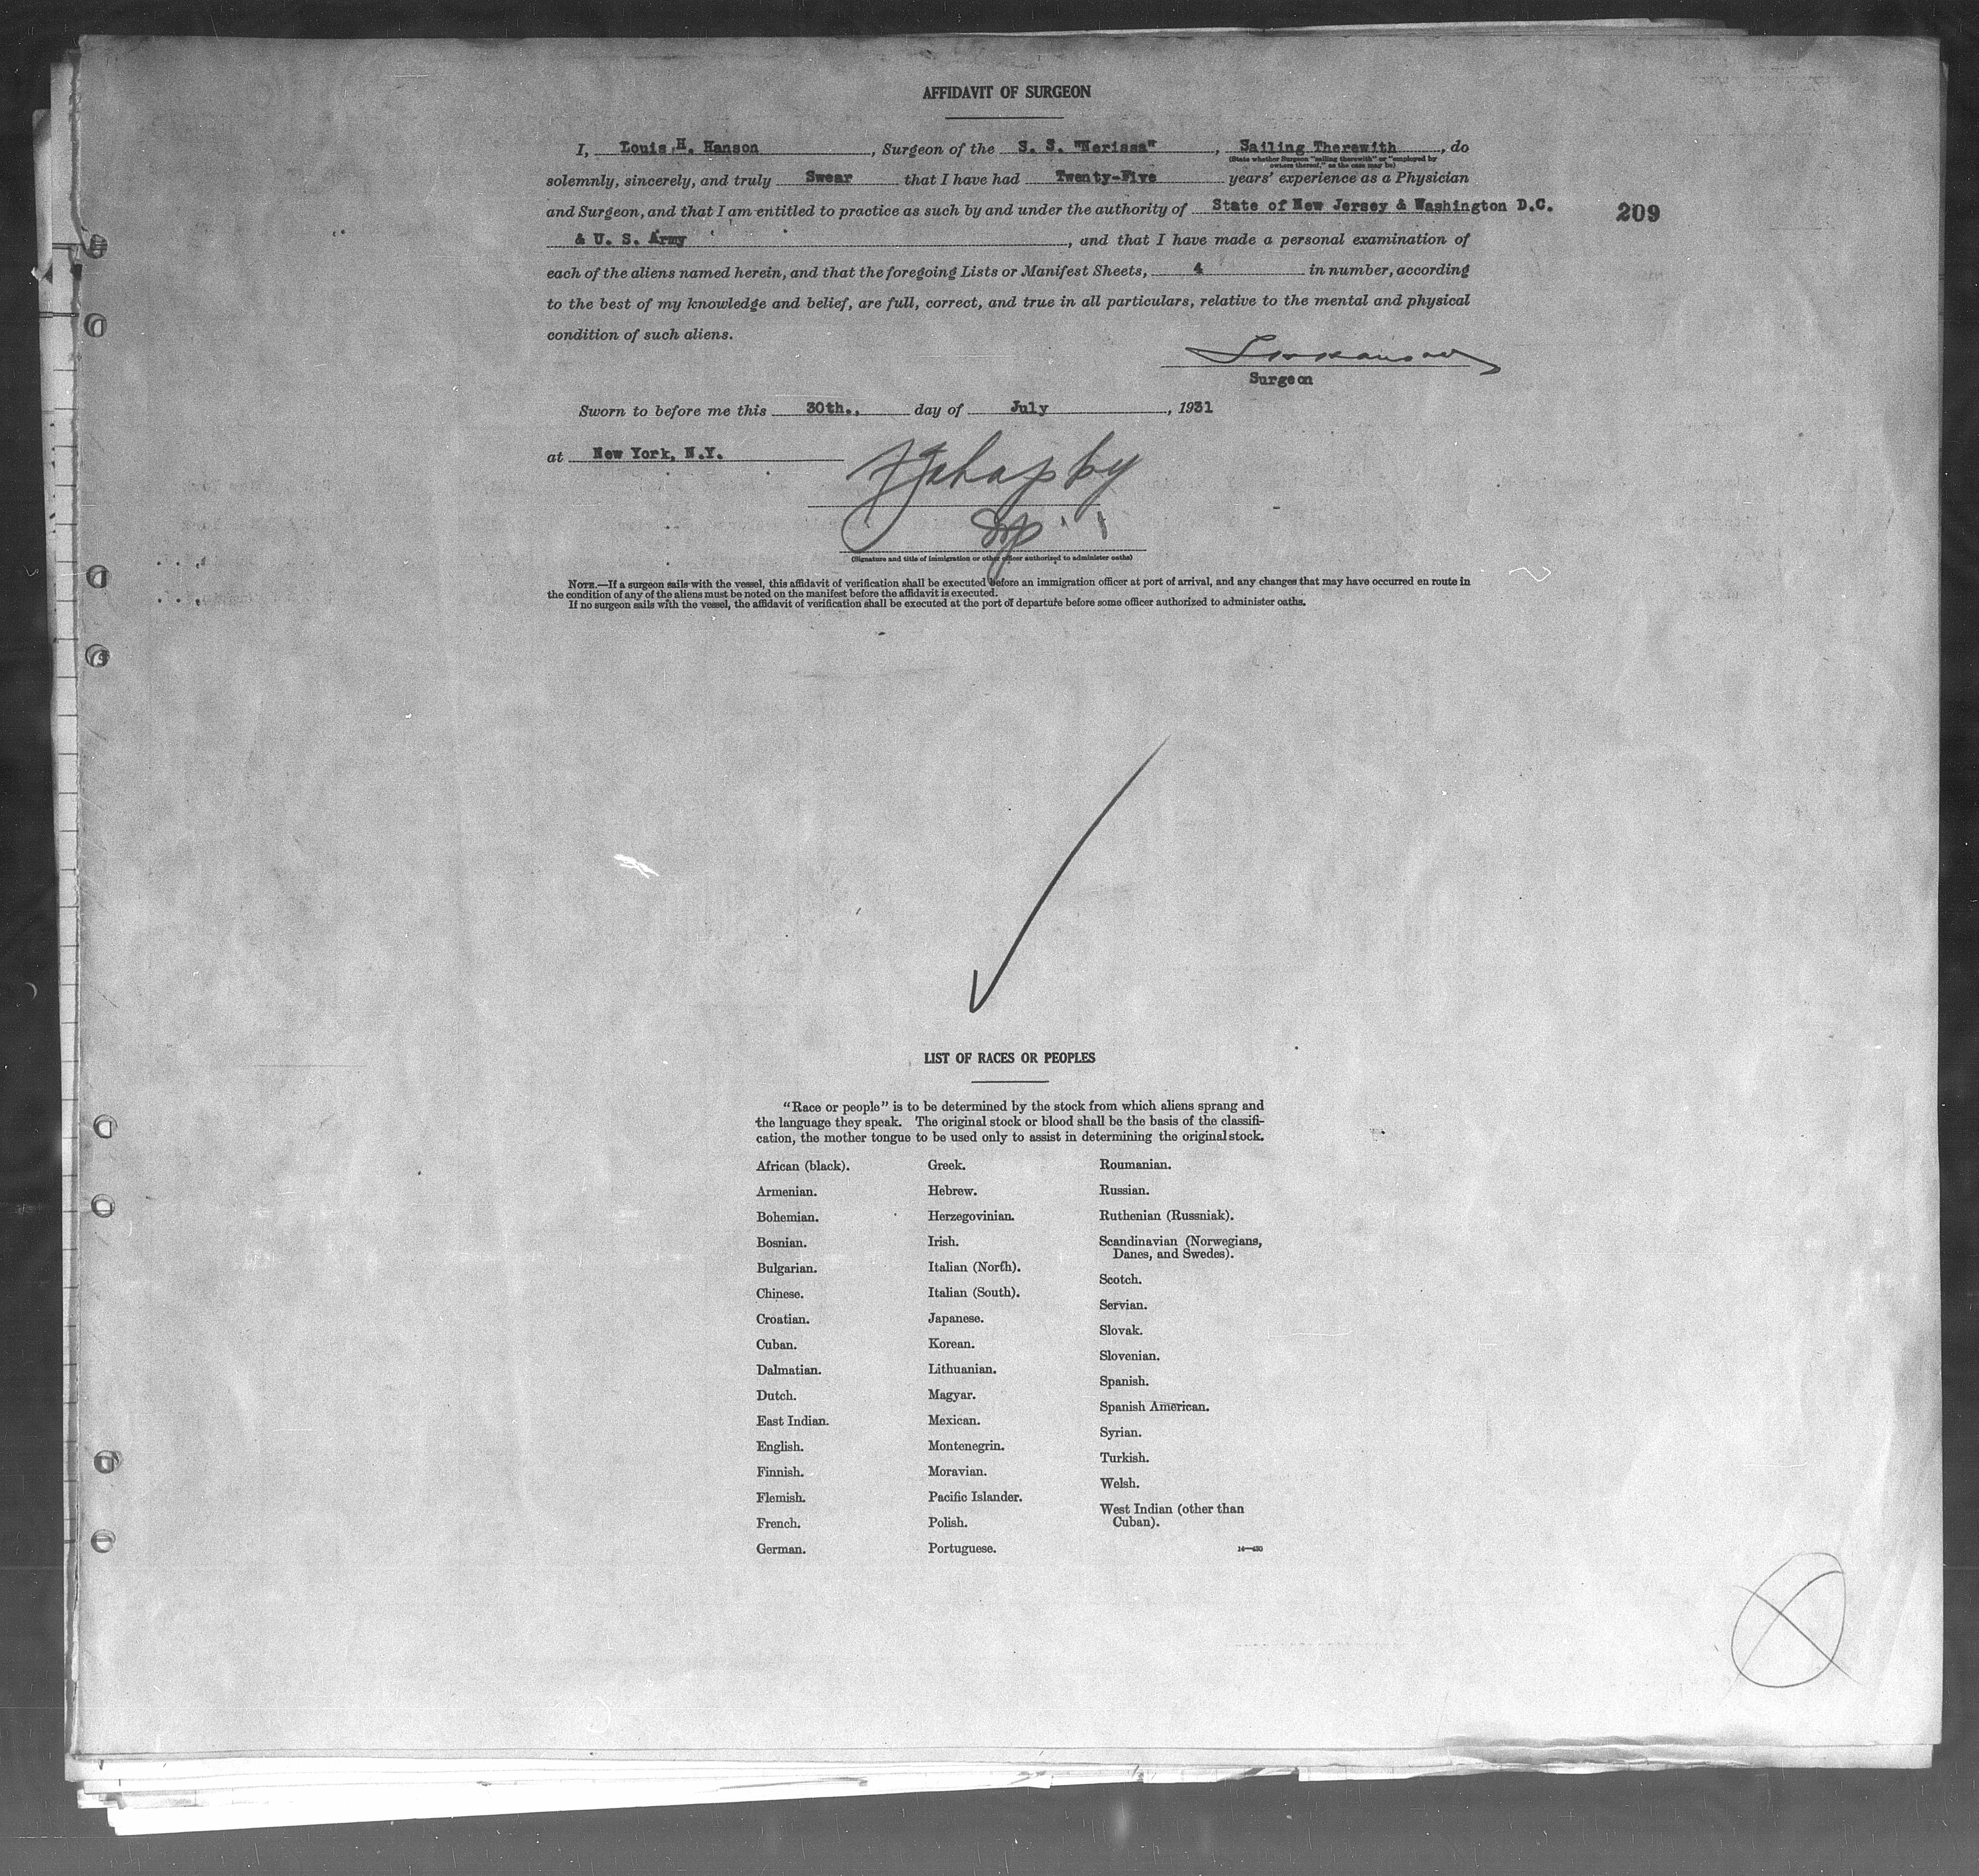 AFFIDAVIT OF SURGEON
I, Louis H. Hanson, Surgeon of the S. S. "Nerissa", Sailing Therewith, do
(State whether Surgeon "sailing therewith" or "employed by
owners thereof," as the case may be)
solemnly, sincerely, and truly Swear that I have had Twenty-Five years' experience as a Physician
and Surgeon, and that I am entitled to practice as such by and under the authority of State of New Jersey & Washington D.C.
209
& U. S. Army, and that I have made a personal examination of
each of the aliens named herein, and that the foregoing Lists or Manifest Sheets, 4 in number, according
to the best of my knowledge and belief, are full, correct, and true in all particulars, relative to the mental and physical
condition of such aliens.
Surgeon
Sworn to before me this 30th., day of July, 1931
at New York, N.Y.
(Signature and title of immigration or other officer authorized to administer oaths)
NOTE.—If a surgeon sails with the vessel, this affidavit of verification shall be executed before an immigration officer at port of arrival, and any changes that may have occurred en route in
the condition of any of the aliens must be noted on the manifest before the affidavit is executed.
If no surgeon sails with the vessel, the affidavit of verification shall be executed at the port of departure before some officer authorized to administer oaths.
LIST OF RACES OR PEOPLES
"Race or people" is to be determined by the stock from which aliens sprang and
the language they speak. The original stock or blood shall be the basis of the classifi-
cation, the mother tongue to be used only to assist in determining the original stock.
African (black).
Armenian.
Bohemian.
Bosnian.
Bulgarian.
Chinese.
Croatian.
Cuban.
Dalmatian.
Dutch.
East Indian.
English.
Finnish.
Flemish.
French.
German.
Greek.
Hebrew.
Herzegovinian.
Irish.
Italian (North).
Italian (South).
Japanese.
Korean.
Lithuanian.
Magyar.
Mexican.
Montenegrin.
Moravian.
Pacific Islander.
Polish.
Portuguese.
Roumanian.
Russian.
Ruthenian (Russniak).
Scandinavian (Norwegians,
Danes, and Swedes).
Scotch.
Servian.
Slovak.
Slovenian.
Spanish.
Spanish American.
Syrian.
Turkish.
Welsh.
West Indian (other than
Cuban).